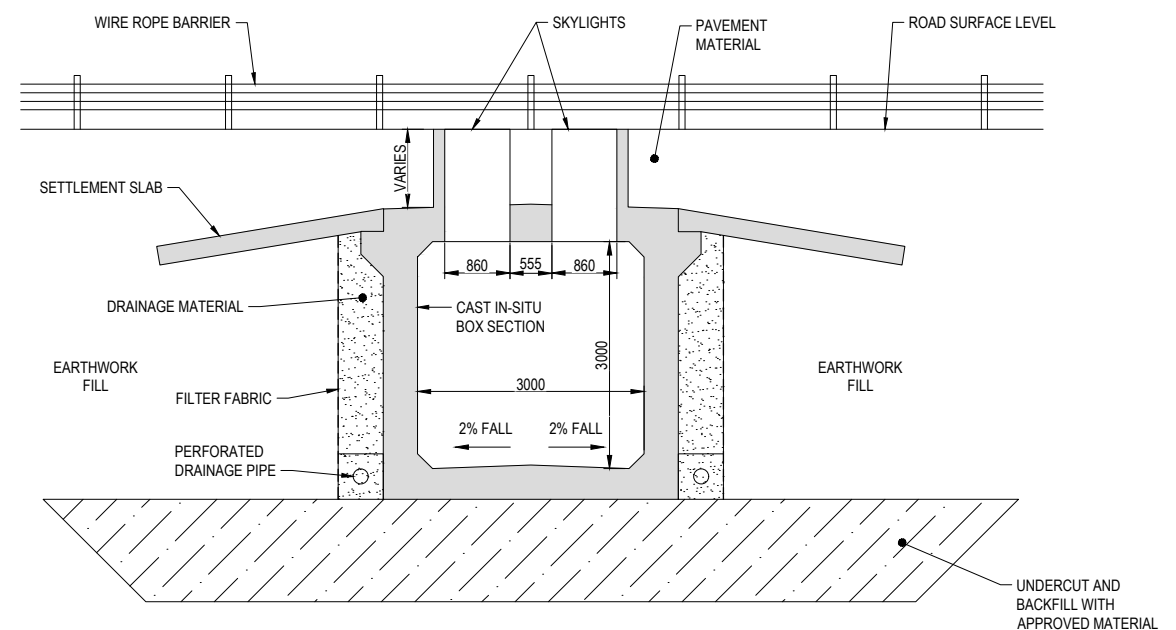 WIRE ROPE BARRIER
SKYLIGHTS
PAVEMENT
MATERIAL
ROAD SURFACE LEVEL
VARIES
SETTLEMENT SLAB
860
555
860
DRAINAGE MATERIAL
CAST IN-SITU
BOX SECTION
3000
EARTHWORK
FILL
EARTHWORK
FILL
3000
FILTER FABRIC
2% FALL
2% FALL
PERFORATED
DRAINAGE PIPE
UNDERCUT AND
BACKFILL WITH
APPROVED MATERIAL